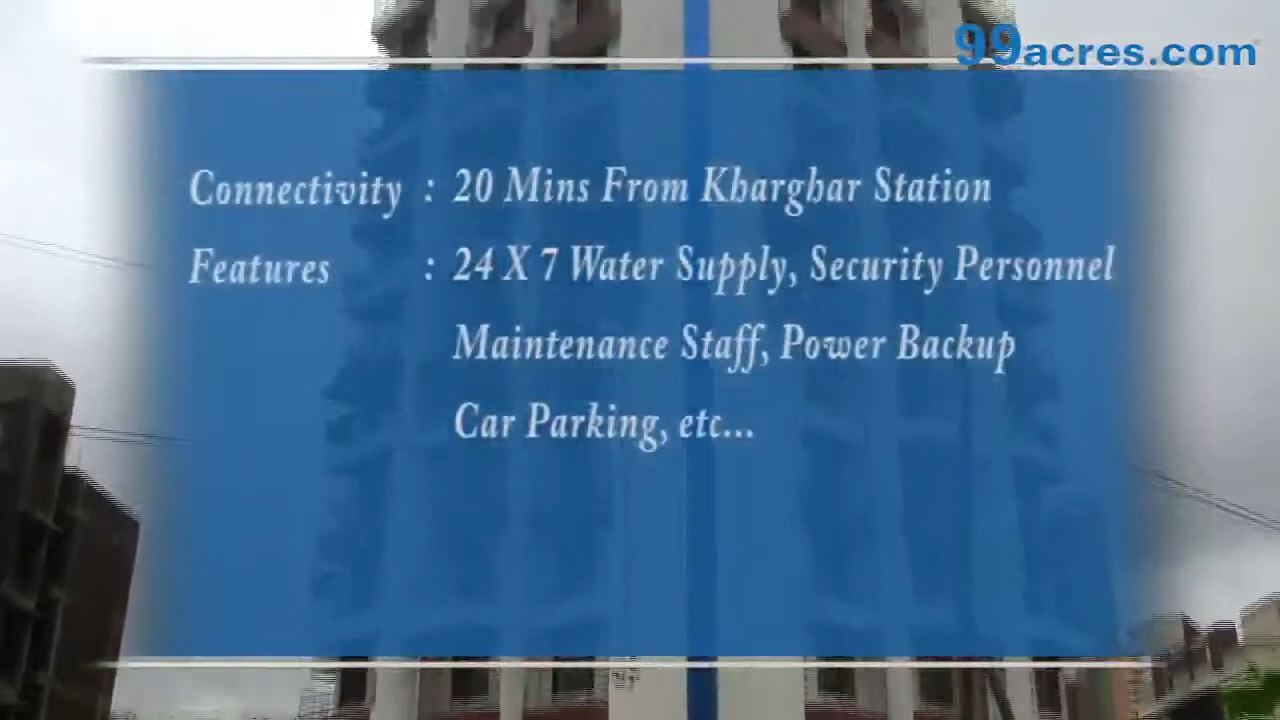 99acres.com
Connectivity : 20 Mins From Kharghar Station
Features : 24 X 7 Water Supply, Security Personnel
Maintenance Staff, Power Backup
Car Parking, etc...